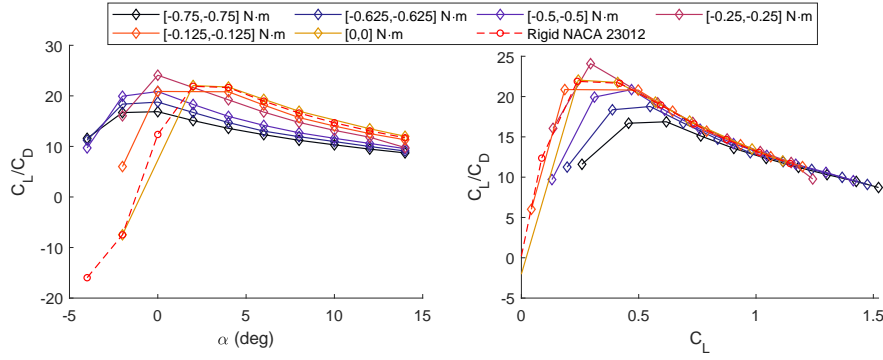 [-0.75,-0.75] N·m [-0.625,-0.625] N·m [-0.5,-0.5] N·m [-0.25,-0.25] N·m
[-0.125,-0.125] N·m [0,0] N·m Rigid NACA 23012
30
20
10
0
-10
-20
C_L/C_D
-5 0 5 10 15
α (deg)
25
20
15
10
5
0
-5
C_L/C_D
0 0.5 1 1.5
C_L